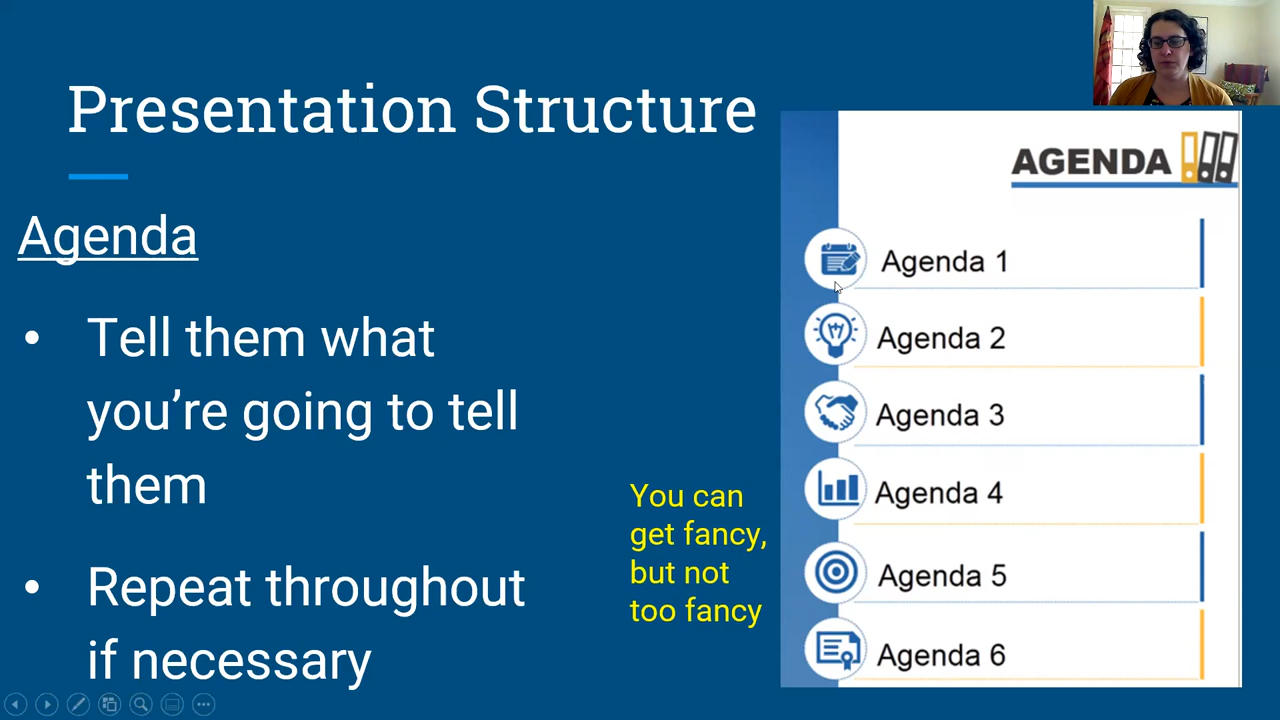 Presentation Structure
Agenda
• Tell them what
you’re going to tell
them
• Repeat throughout
if necessary
You can
get fancy,
but not
too fancy
AGENDA
Agenda 1
Agenda 2
Agenda 3
Agenda 4
Agenda 5
Agenda 6